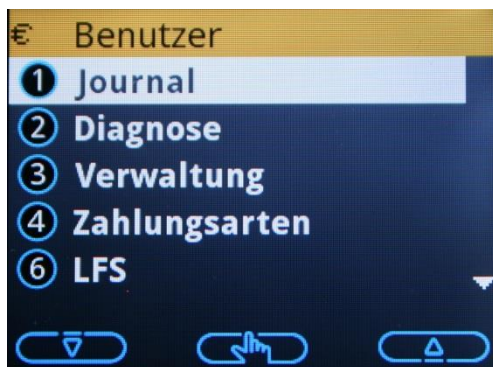 € Benutzer
1 Journal
2 Diagnose
3 Verwaltung
4 Zahlungsarten
6 LFS